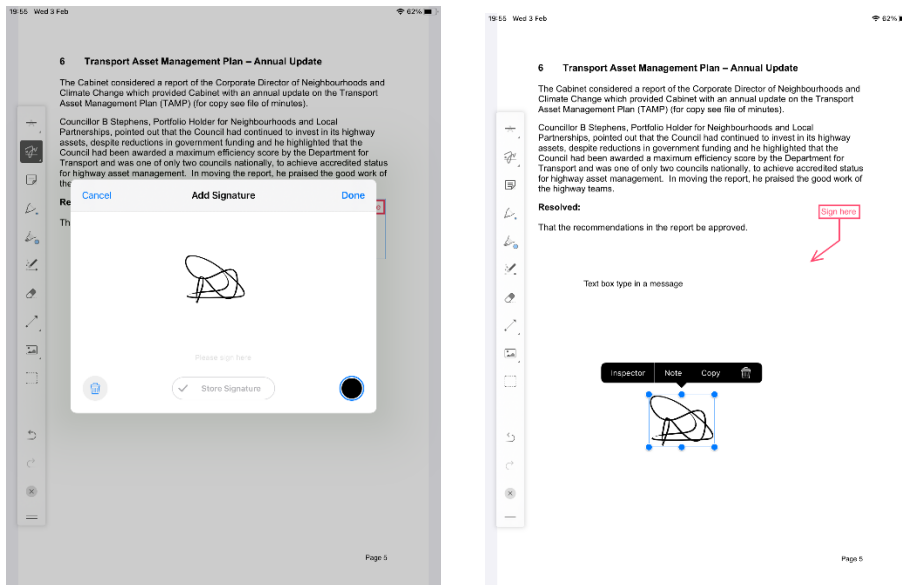 19:55 Wed 3 Feb
62%
6 Transport Asset Management Plan – Annual Update
The Cabinet considered a report of the Corporate Director of Neighbourhoods and
Climate Change which provided Cabinet with an annual update on the Transport
Asset Management Plan (TAMP) (for copy see file of minutes).
Councillor B Stephens, Portfolio Holder for Neighbourhoods and Local
Partnerships, pointed out that the Council had continued to invest in its highway
assets, despite reductions in government funding and he highlighted that the
Council had been awarded a maximum efficiency score by the Department for
Transport and was one of only two councils nationally, to achieve accredited status
for highway asset management. In moving the report, he praised the good work of
the
Re
Th
Cancel
Add Signature
Done
Please sign here
Store Signature
Page 5
19:55 Wed 3 Feb
62%
6 Transport Asset Management Plan – Annual Update
The Cabinet considered a report of the Corporate Director of Neighbourhoods and
Climate Change which provided Cabinet with an annual update on the Transport
Asset Management Plan (TAMP) (for copy see file of minutes).
Councillor B Stephens, Portfolio Holder for Neighbourhoods and Local
Partnerships, pointed out that the Council had continued to invest in its highway
assets, despite reductions in government funding and he highlighted that the
Council had been awarded a maximum efficiency score by the Department for
Transport and was one of only two councils nationally, to achieve accredited status
for highway asset management. In moving the report, he praised the good work of
the highway teams.
Resolved:
Sign here
That the recommendations in the report be approved.
Text box type in a message
Inspector Note Copy
Page 5